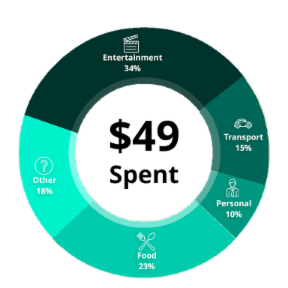 Entertainment
34%
$49
Spent
Transport
15%
Other
18%
Personal
10%
Food
23%